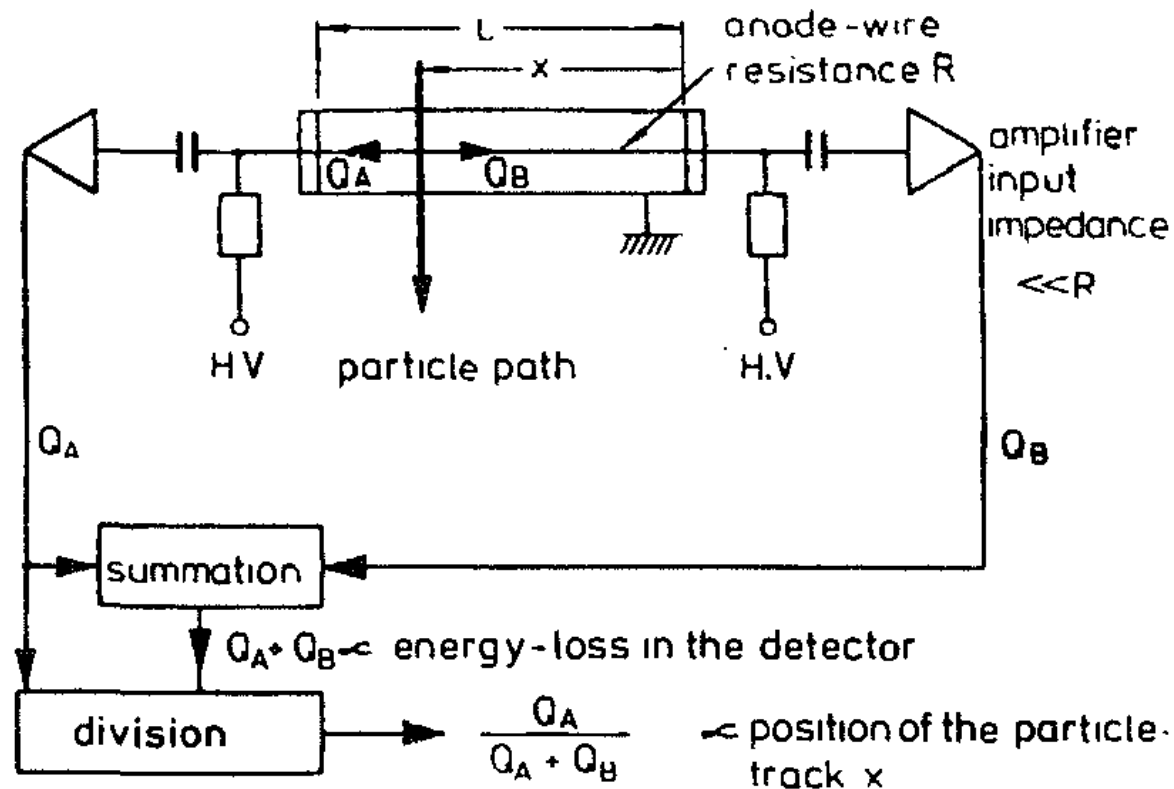 L
x
anode-wire
resistance R
Q_A
Q_B
amplifier
input
impedance
<<R
H V
particle path
H.V
Q_A
Q_B
summation
Q_A + Q_B ∝ energy-loss in the detector
division
Q_A / (Q_A + Q_B) ∝ position of the particle-
track x